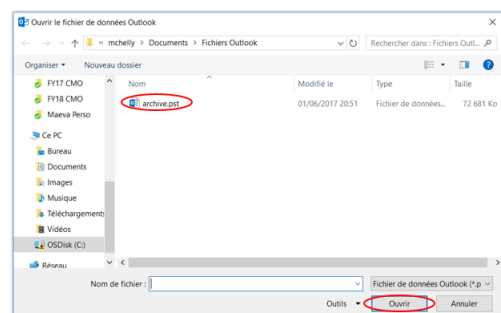 Ouvrir le fichier de données Outlook
« mchelly > Documents > Fichiers Outlook
Rechercher dans : Fichiers Outl...
Organiser Nouveau dossier
Nom Modifié le Type Taille
FY17 CMO
archive.pst 01/06/2017 20:51 Fichier de données... 72 681 Ko
FY18 CMO
Maeva Perso
Ce PC
Bureau
Documents
Images
Musique
Téléchargements
Vidéos
OSDisk (C:)
Réseau
Nom de fichier : Fichier de données Outlook (*.p
Outils Ouvrir Annuler